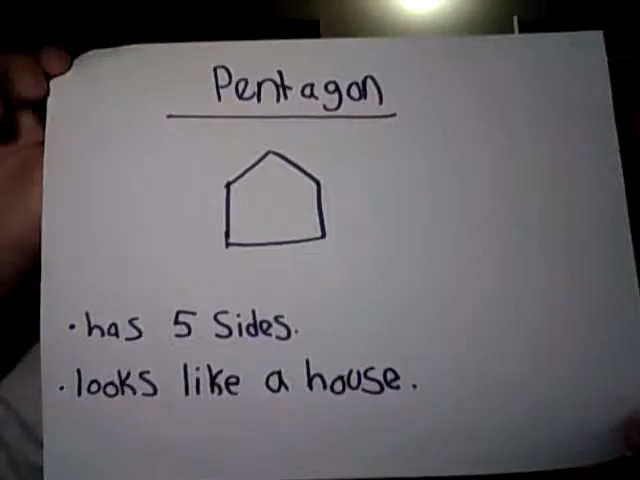 Pentagon
• has 5 Sides.
• looks like a house.